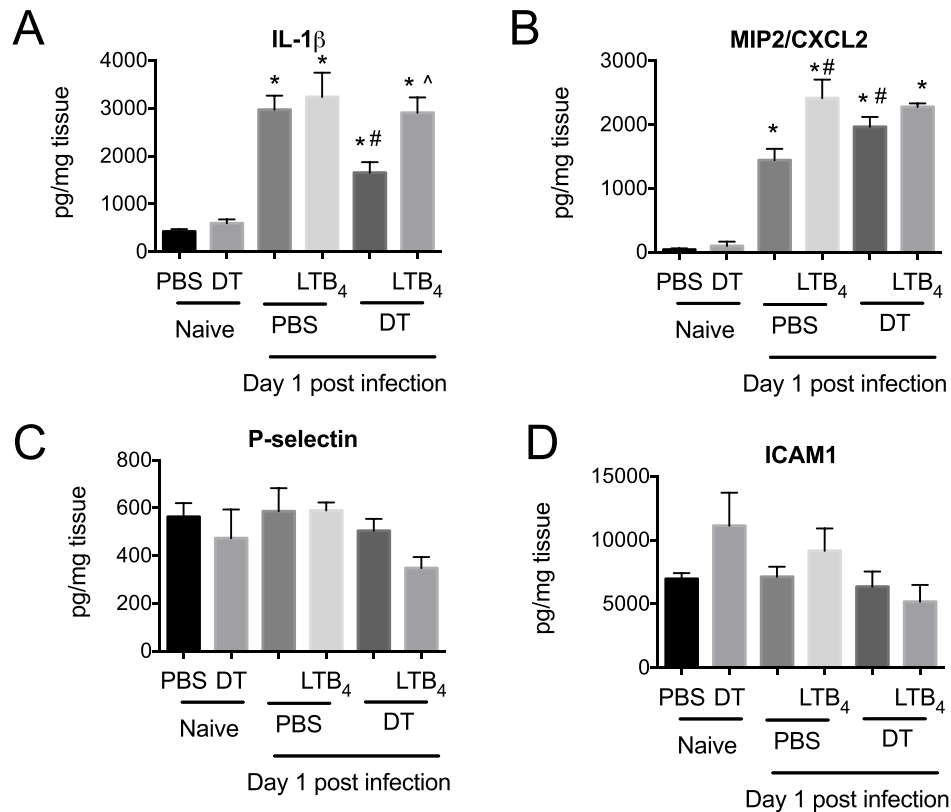 A
IL-1β
4000
3000
2000
1000
0
pg/mg tissue
* * * # * ^
PBS DT LTB₄ LTB₄
Naive PBS DT
Day 1 post infection
B
MIP2/CXCL2
3000
2000
1000
0
pg/mg tissue
* *# * # *
PBS DT LTB₄ LTB₄
Naive PBS DT
Day 1 post infection
C
P-selectin
800
600
400
200
0
pg/mg tissue
PBS DT LTB₄ LTB₄
Naive PBS DT
Day 1 post infection
D
ICAM1
15000
10000
5000
0
pg/mg tissue
PBS DT LTB₄ LTB₄
Naive PBS DT
Day 1 post infection